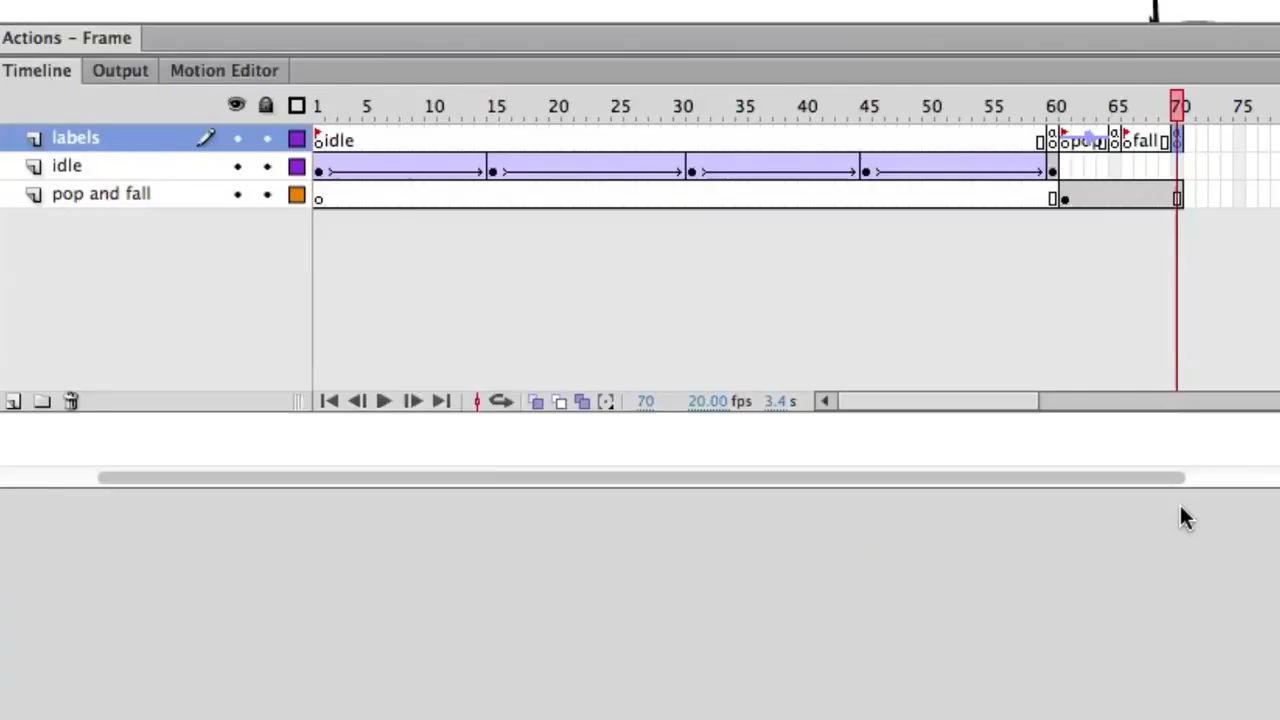 Actions - Frame
Timeline Output Motion Editor
1 5 10 15 20 25 30 35 40 45 50 55 60 65 70 75
labels idle pop fall
idle
pop and fall
70 20.00 fps 3.4 s